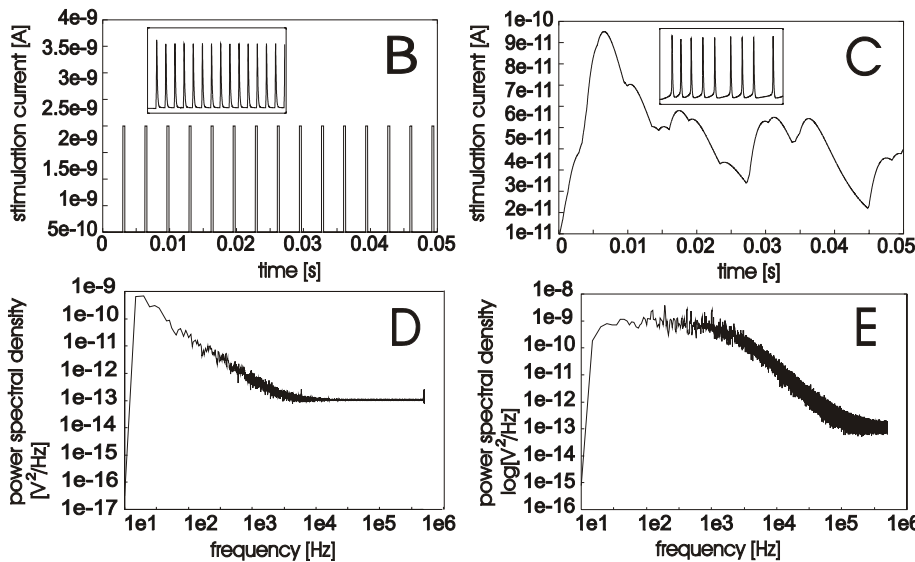 B
stimulation current [A]
4e-9
3.5e-9
3e-9
2.5e-9
2e-9
1e-9
1e-9
5e-10
0 0.01 0.02 0.03 0.04 0.05
time [s]
C
stimulation current [A]
1e-10
9e-11
8e-11
7e-11
6e-11
5e-11
4e-11
3e-11
2e-11
1e-11
0 0.01 0.02 0.03 0.04 0.05
time [s]
D
power spectral density
[V²/Hz]
1e-9
1e-10
1e-11
1e-12
1e-13
1e-14
1e-15
1e-16
1e-17
1e1 1e2 1e3 1e4 1e5 1e6
frequency [Hz]
E
power spectral density
log[V²/Hz]
1e-8
1e-9
1e-10
1e-11
1e-12
1e-13
1e-14
1e-15
1e-16
1e1 1e2 1e3 1e4 1e5 1e6
frequency [Hz]